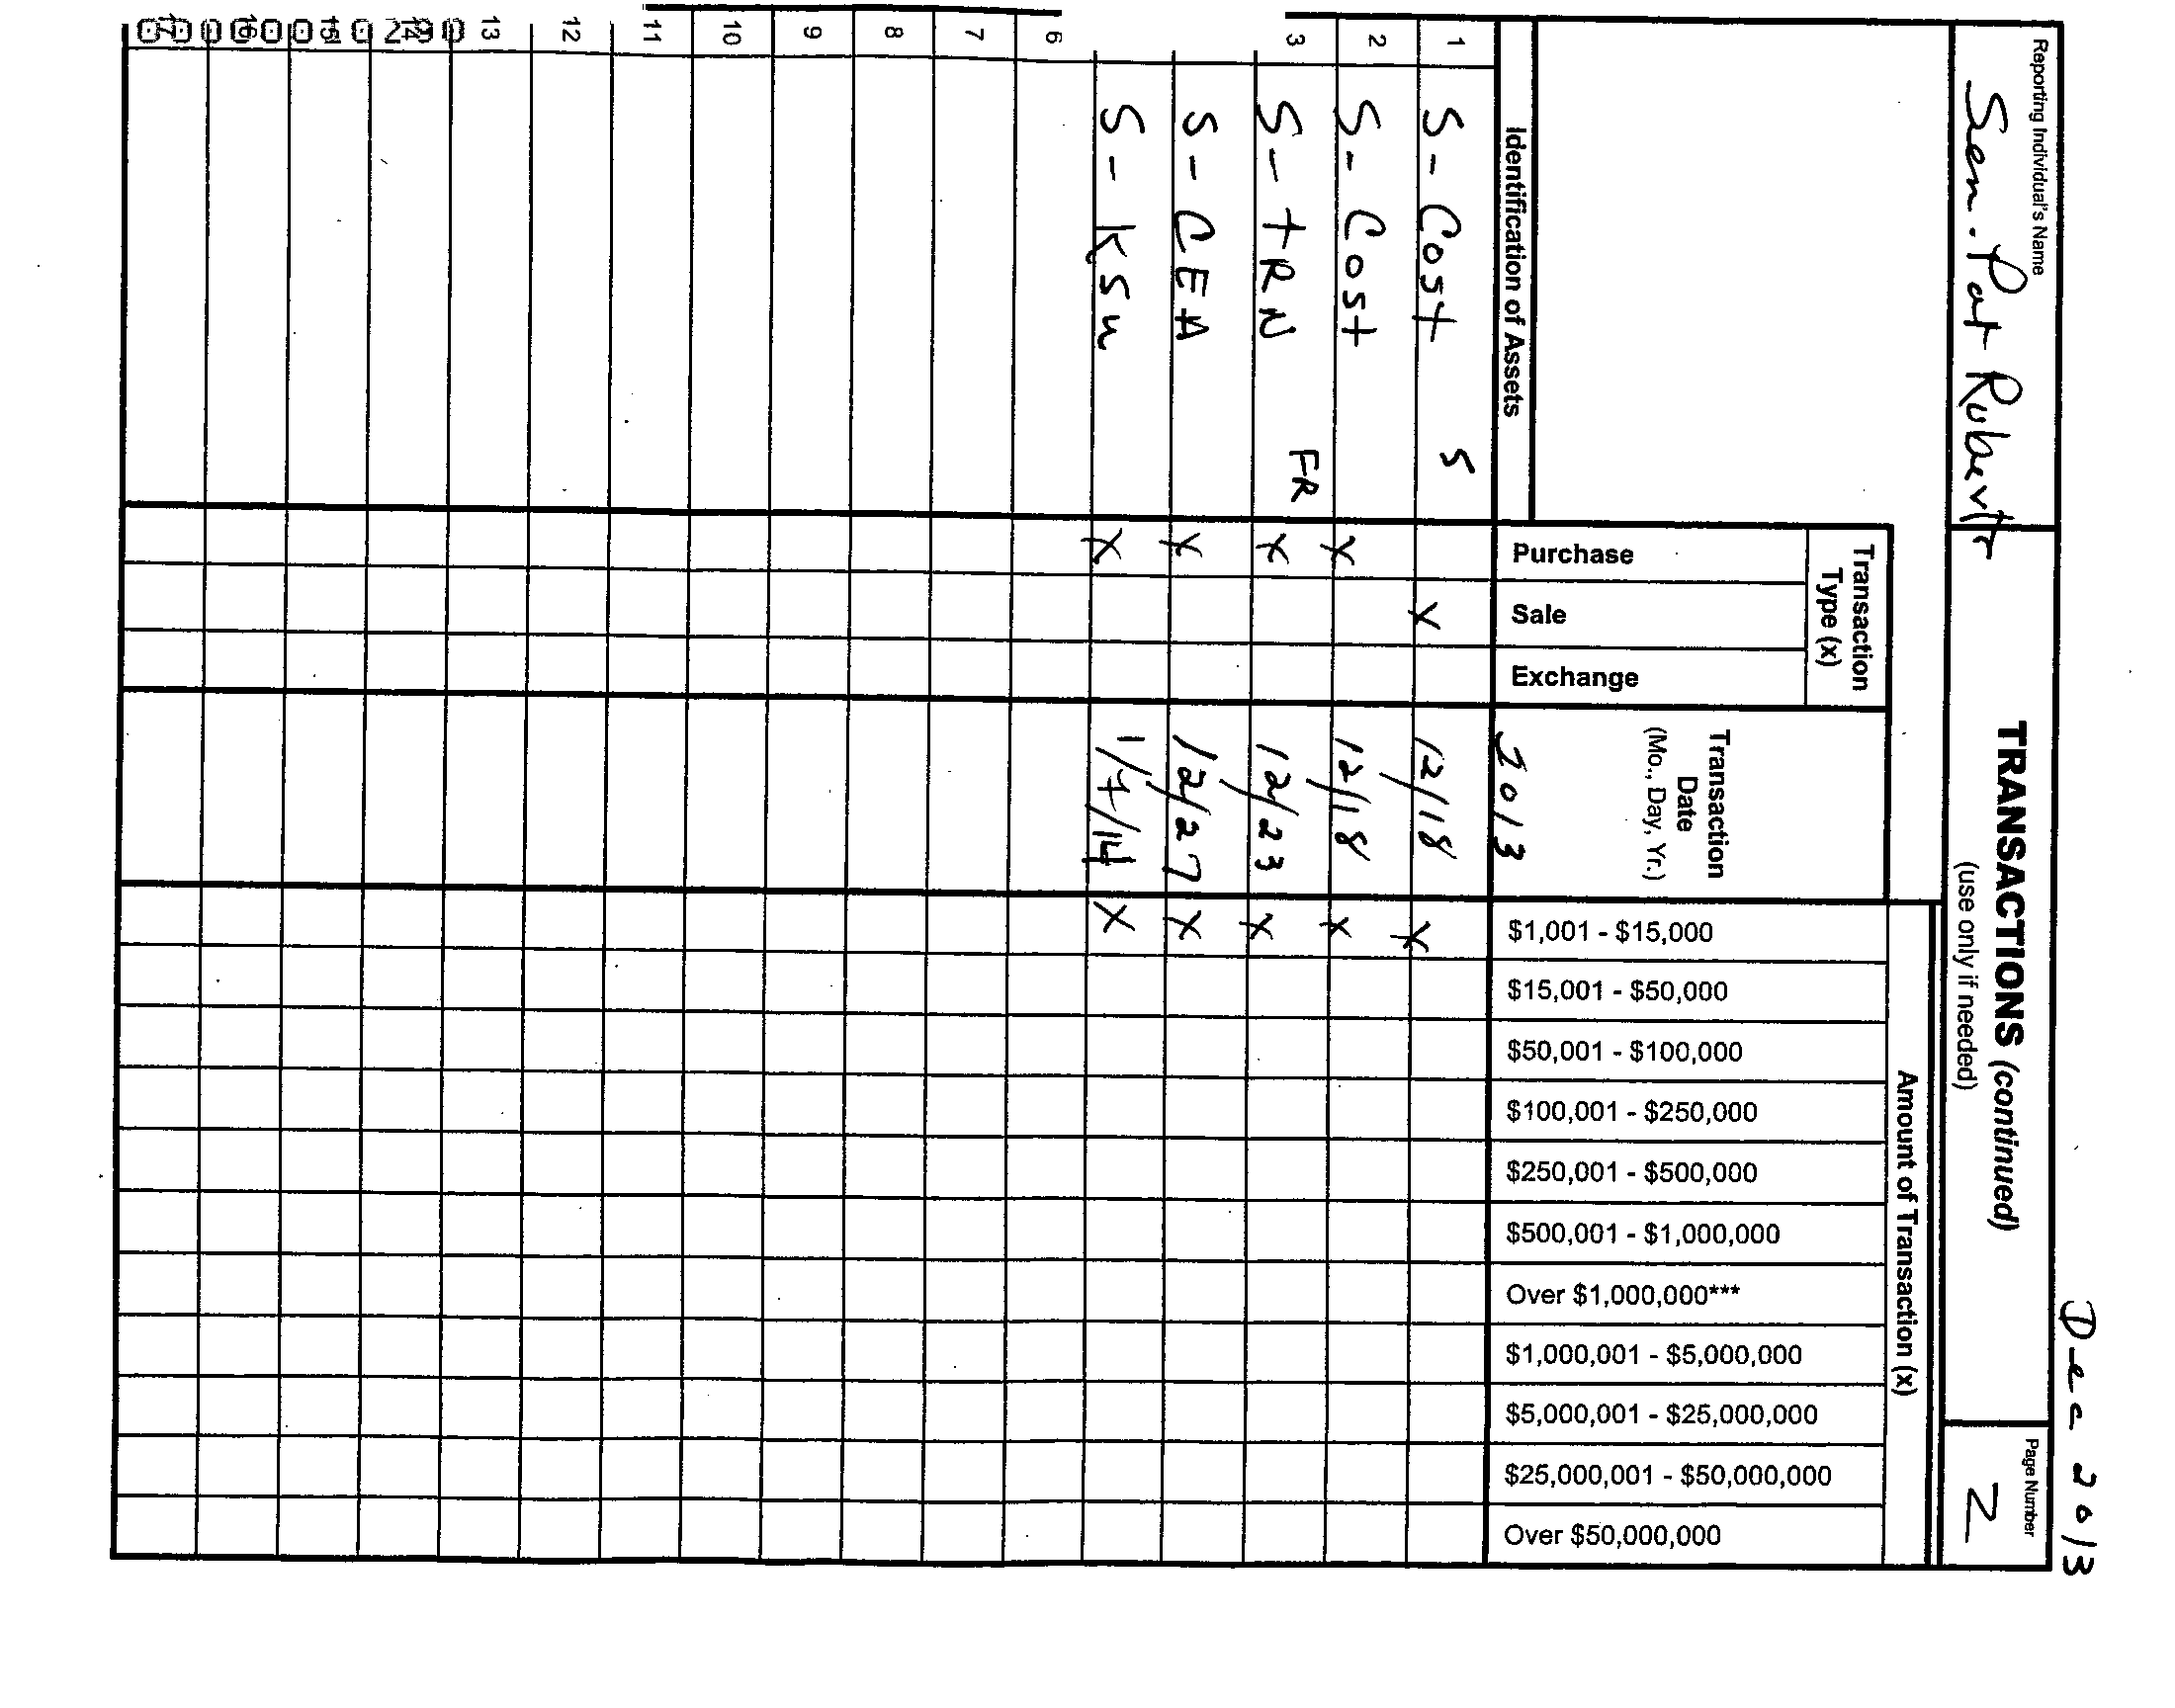 Dec 2013
Reporting Individual's Name
Sen. Pat Roberts
TRANSACTIONS (continued)
(use only if needed)
Page Number
2
Identification of Assets
Transaction Type (x)
Purchase
Sale
Exchange
Transaction Date (Mo., Day, Yr.)
2013
Amount of Transaction (x)
$1,001 - $15,000
$15,001 - $50,000
$50,001 - $100,000
$100,001 - $250,000
$250,001 - $500,000
$500,001 - $1,000,000
Over $1,000,000***
$1,000,001 - $5,000,000
$5,000,001 - $25,000,000
$25,000,001 - $50,000,000
Over $50,000,000
1 S - Cost S X 12/18 X
2 S - Cost X 12/18 X
3 S - TRN FR X 12/23 X
S - CEA X 12/27 X
S - KSU X 1/7/14 X
6
7
8
9
10
11
12
13